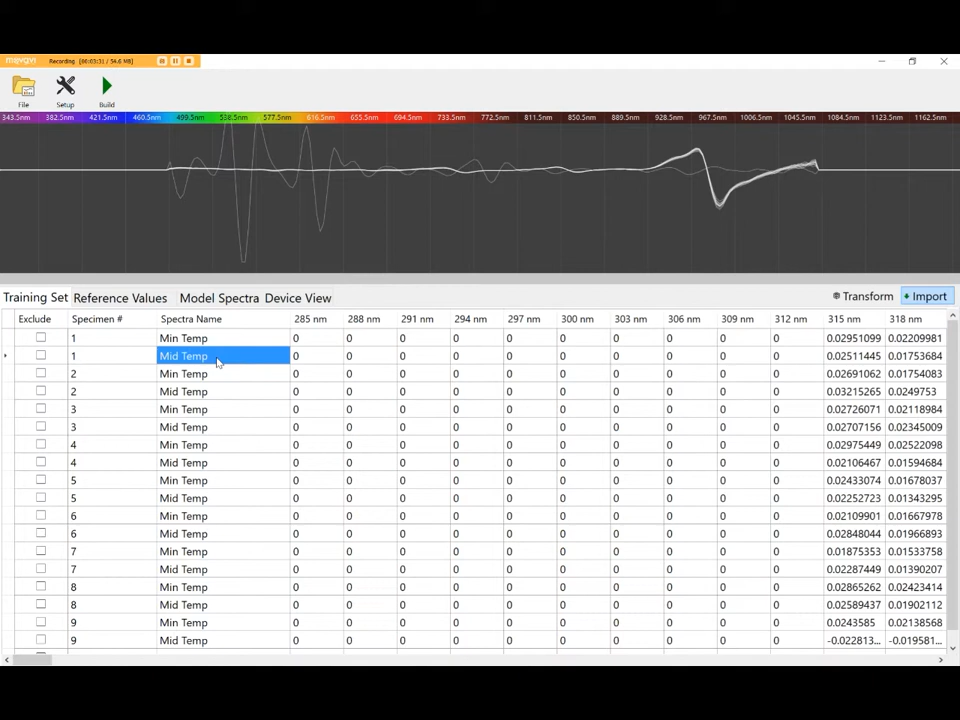 movavi Recording [00:03:31 / 54.6 MB]
File Setup Build
343.5nm 382.5nm 421.5nm 460.5nm 499.5nm 538.5nm 577.5nm 616.5nm 655.5nm 694.5nm 733.5nm 772.5nm 811.5nm 850.5nm 889.5nm 928.5nm 967.5nm 1006.5nm 1045.5nm 1084.5nm 1123.5nm 1162.5nm
Training Set Reference Values Model Spectra Device View Transform Import
Exclude Specimen # Spectra Name 285 nm 288 nm 291 nm 294 nm 297 nm 300 nm 303 nm 306 nm 309 nm 312 nm 315 nm 318 nm
1 Min Temp 0 0 0 0 0 0 0 0 0 0 0.02951099 0.02209981
1 Mid Temp 0 0 0 0 0 0 0 0 0 0 0.02511445 0.01753684
2 Min Temp 0 0 0 0 0 0 0 0 0 0 0.02691062 0.01754083
2 Mid Temp 0 0 0 0 0 0 0 0 0 0 0.03215265 0.0249753
3 Min Temp 0 0 0 0 0 0 0 0 0 0 0.02726071 0.02118984
3 Mid Temp 0 0 0 0 0 0 0 0 0 0 0.02707156 0.02345009
4 Min Temp 0 0 0 0 0 0 0 0 0 0 0.02975449 0.02522098
4 Mid Temp 0 0 0 0 0 0 0 0 0 0 0.02106467 0.01594684
5 Min Temp 0 0 0 0 0 0 0 0 0 0 0.02433074 0.01678037
5 Mid Temp 0 0 0 0 0 0 0 0 0 0 0.02252723 0.01343295
6 Min Temp 0 0 0 0 0 0 0 0 0 0 0.02109901 0.01667978
6 Mid Temp 0 0 0 0 0 0 0 0 0 0 0.02848044 0.01966893
7 Min Temp 0 0 0 0 0 0 0 0 0 0 0.01875353 0.01533758
7 Mid Temp 0 0 0 0 0 0 0 0 0 0 0.02287449 0.01390207
8 Min Temp 0 0 0 0 0 0 0 0 0 0 0.02865262 0.02423414
8 Mid Temp 0 0 0 0 0 0 0 0 0 0 0.02589437 0.01902112
9 Min Temp 0 0 0 0 0 0 0 0 0 0 0.0243585 0.02138568
9 Mid Temp 0 0 0 0 0 0 0 0 0 0 -0.022813... -0.019581...